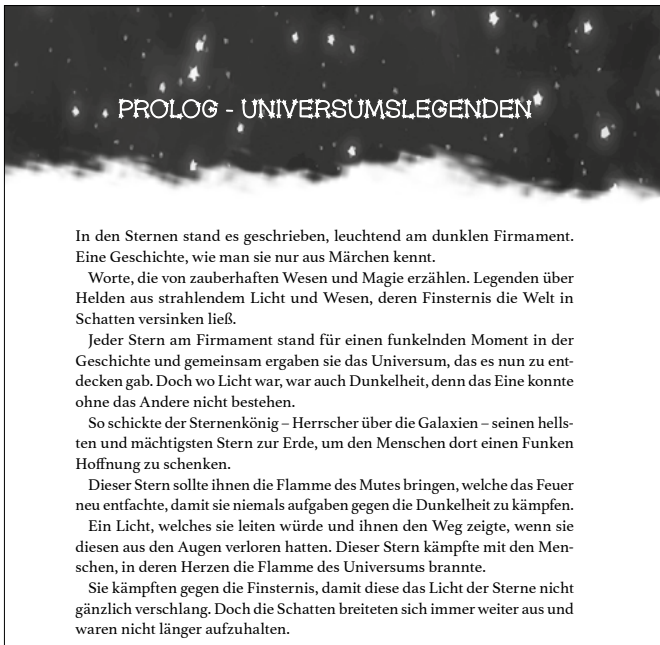 PROLOG - UNIVERSUMSLEGENDEN
In den Sternen stand es geschrieben, leuchtend am dunklen Firmament.
Eine Geschichte, wie man sie nur aus Märchen kennt.
Worte, die von zauberhaften Wesen und Magie erzählen. Legenden über
Helden aus strahlendem Licht und Wesen, deren Finsternis die Welt in
Schatten versinken ließ.
Jeder Stern am Firmament stand für einen funkelnden Moment in der
Geschichte und gemeinsam ergaben sie das Universum, das es nun zu ent-
decken gab. Doch wo Licht war, war auch Dunkelheit, denn das Eine konnte
ohne das Andere nicht bestehen.
So schickte der Sternenkönig – Herrscher über die Galaxien – seinen hells-
ten und mächtigsten Stern zur Erde, um den Menschen dort einen Funken
Hoffnung zu schenken.
Dieser Stern sollte ihnen die Flamme des Mutes bringen, welche das Feuer
neu entfachte, damit sie niemals aufgaben gegen die Dunkelheit zu kämpfen.
Ein Licht, welches sie leiten würde und ihnen den Weg zeigte, wenn sie
diesen aus den Augen verloren hatten. Dieser Stern kämpfte mit den Men-
schen, in deren Herzen die Flamme des Universums brannte.
Sie kämpften gegen die Finsternis, damit diese das Licht der Sterne nicht
gänzlich verschlang. Doch die Schatten breiteten sich immer weiter aus und
waren nicht länger aufzuhalten.